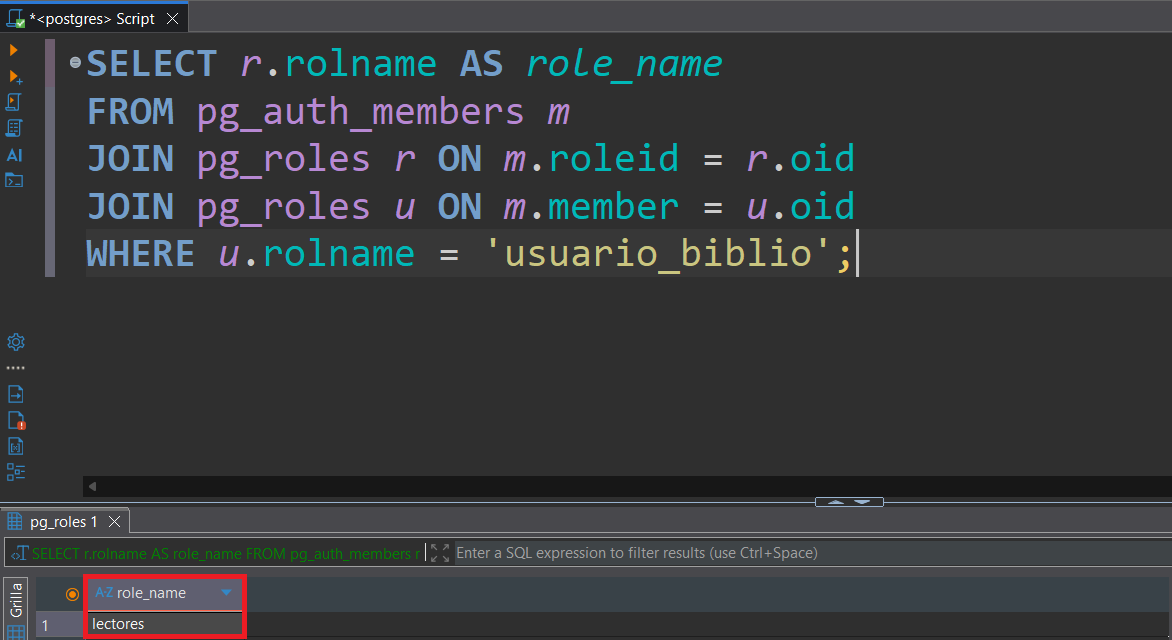 *<postgres> Script
SELECT r.rolname AS role_name
FROM pg_auth_members m
JOIN pg_roles r ON m.roleid = r.oid
JOIN pg_roles u ON m.member = u.oid
WHERE u.rolname = 'usuario_biblio';
AI
pg_roles 1
SELECT r.rolname AS role_name FROM pg_auth_members r
Enter a SQL expression to filter results (use Ctrl+Space)
Grilla
A-Z role_name
1 lectores